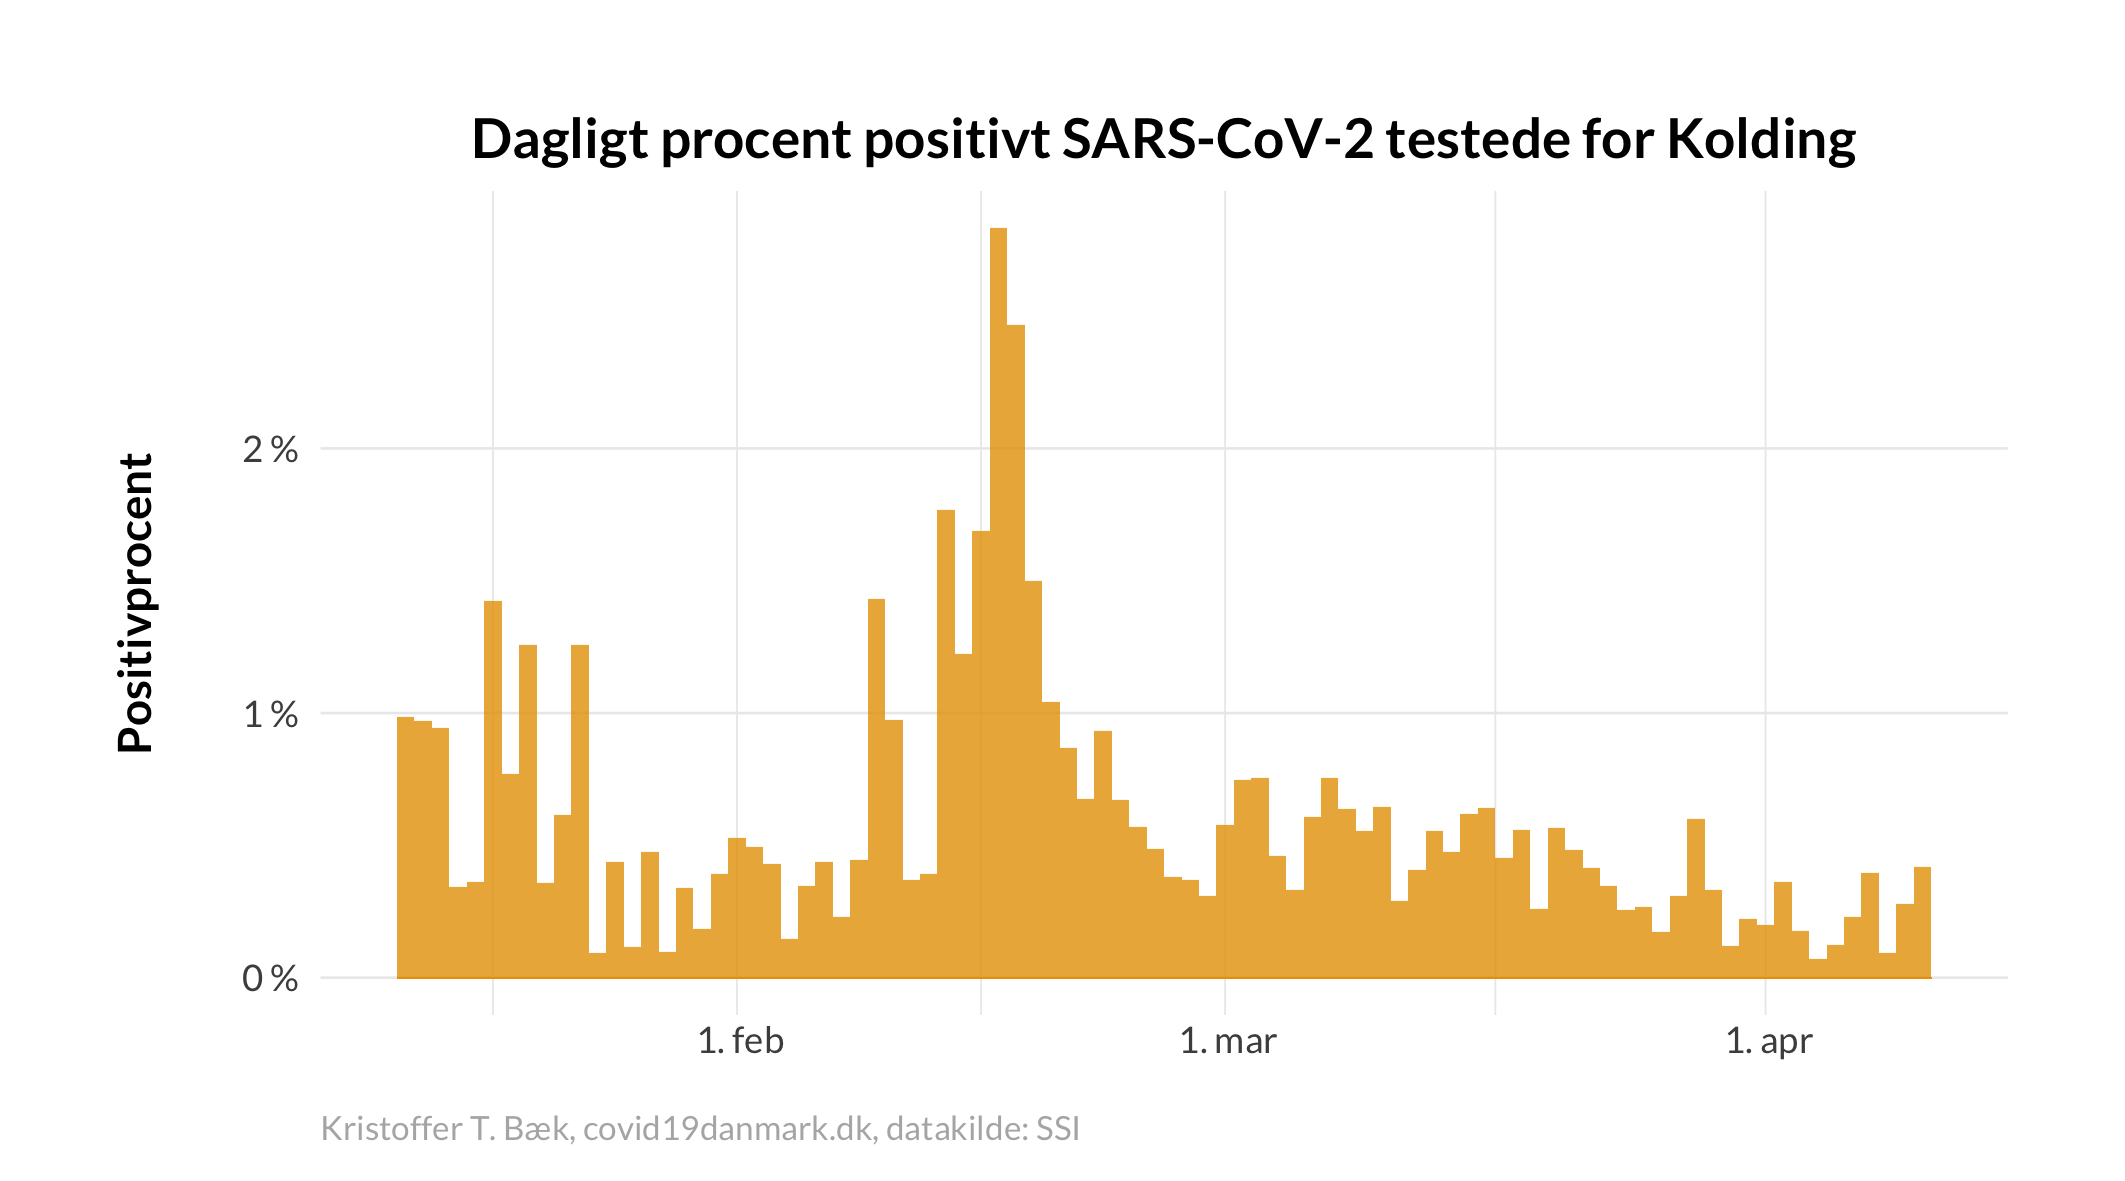 Dagligt procent positivt SARS-CoV-2 testede for Kolding
Positivprocent
2 %
1 %
0 %
1. feb
1. mar
1. apr
Kristoffer T. Bæk, covid19danmark.dk, datakilde: SSI